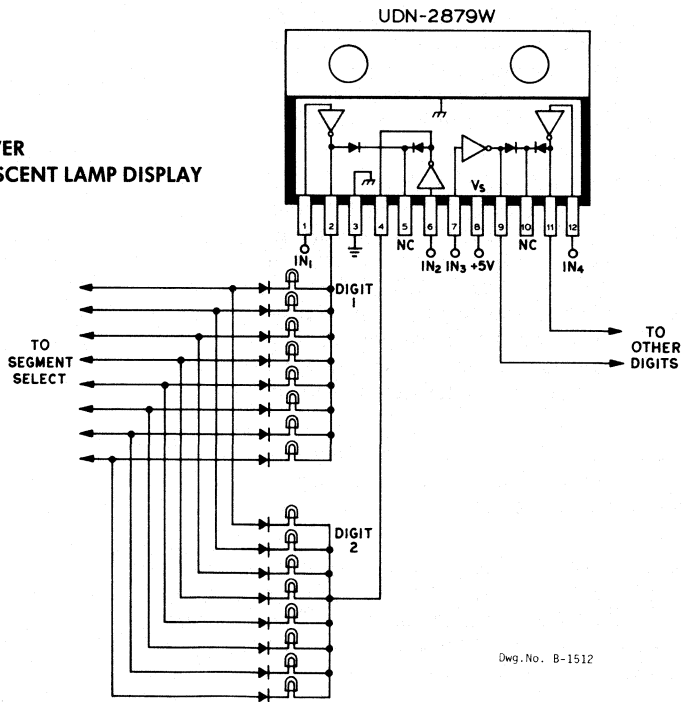 UDN-2879W
VER
SCENT LAMP DISPLAY
VS
1 2 3 4 5 6 7 8 9 10 11 12
NC NC
IN1 IN2 IN3 +5V IN4
DIGIT
1
TO
SEGMENT
SELECT
TO
OTHER
DIGITS
DIGIT
2
Dwg.No. B-1512